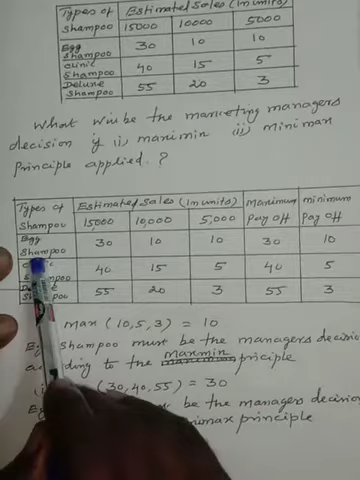 Types of Estimated Sales (In units)
Shampoo 15000 10000 5000
Egg Shampoo 30 10 10
Clinic Shampoo 40 15 5
Deluxe Shampoo 55 20 3
What will be the marketing managers
decision if (i) maximin (ii) minimax
Principle applied.?
Types of Estimated Sales (In units) Maximum minimum
Shampoo 15,000 10,000 5,000 Pay off Pay off
Egg Shampoo 30 10 10 30 10
40 15 5 40 5
55 20 3 55 3
max (10,5,3) = 10
Shampoo must be the managers decision
according to the maxmin priciple
(30,40,55) = 30
be the managers decision
principle